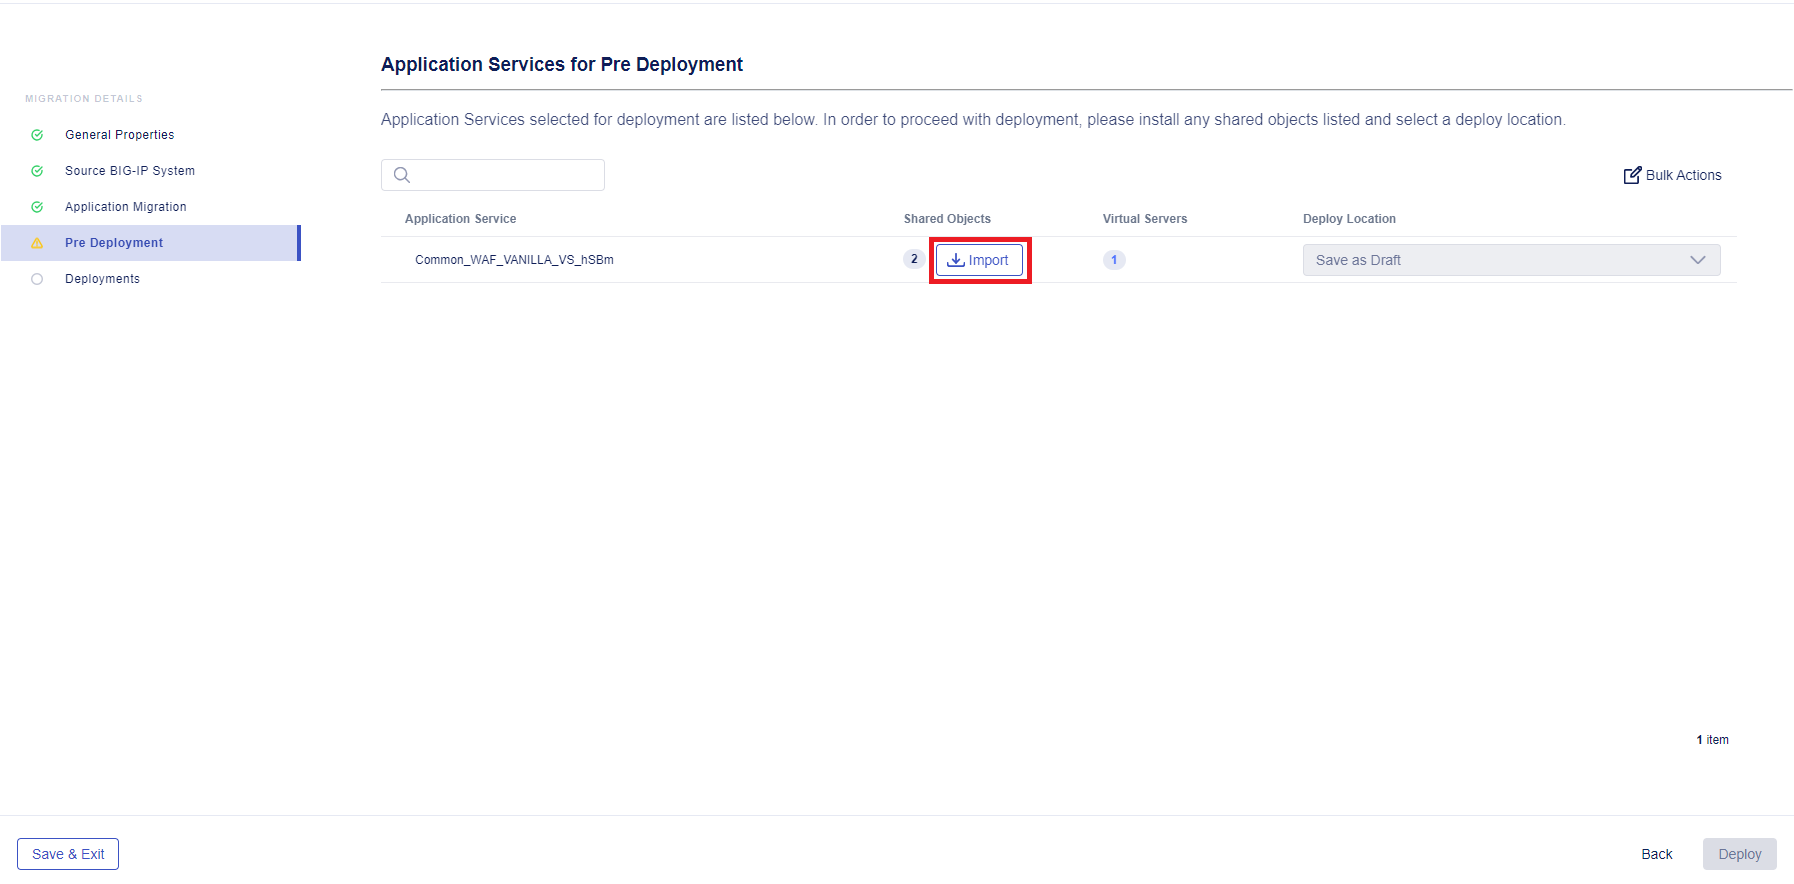 Application Services for Pre Deployment
MIGRATION DETAILS
General Properties
Source BIG-IP System
Application Migration
Pre Deployment
Deployments
Application Services selected for deployment are listed below. In order to proceed with deployment, please install any shared objects listed and select a deploy location.
Bulk Actions
Application Service Shared Objects Virtual Servers Deploy Location
Common_WAF_VANILLA_VS_hSBm 2 Import 1 Save as Draft
1 item
Save & Exit Back Deploy